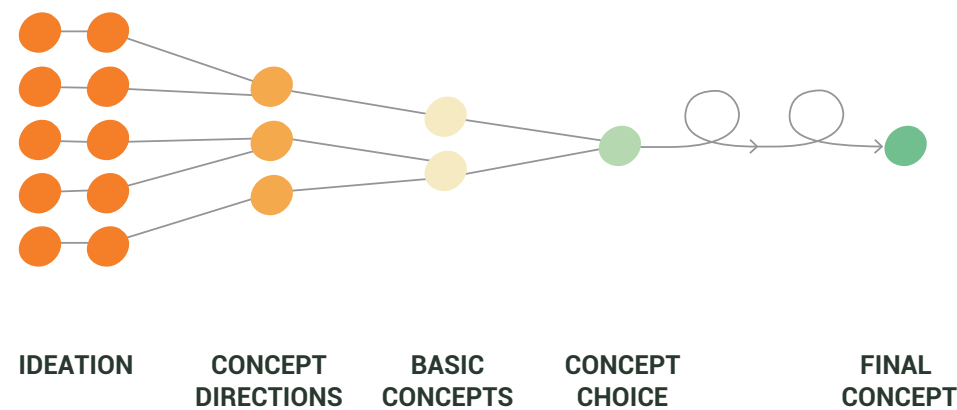 IDEATION
CONCEPT
DIRECTIONS
BASIC
CONCEPTS
CONCEPT
CHOICE
FINAL
CONCEPT